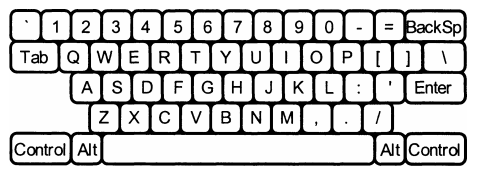 ` 1 2 3 4 5 6 7 8 9 0 - = BackSp
Tab Q W E R T Y U I O P [ ] \
A S D F G H J K L : ' Enter
Z X C V B N M , . /
Control Alt Alt Control